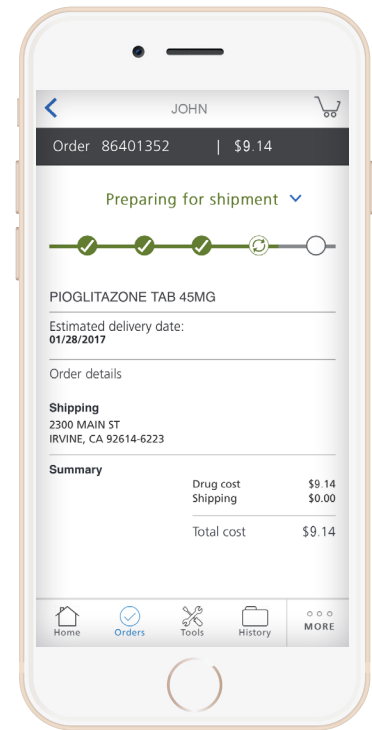 JOHN
Order 86401352 | $9.14
Preparing for shipment
PIOGLITAZONE TAB 45MG
Estimated delivery date:
01/28/2017
Order details
Shipping
2300 MAIN ST
IRVINE, CA 92614-6223
Summary
Drug cost $9.14
Shipping $0.00
Total cost $9.14
Home Orders Tools History MORE